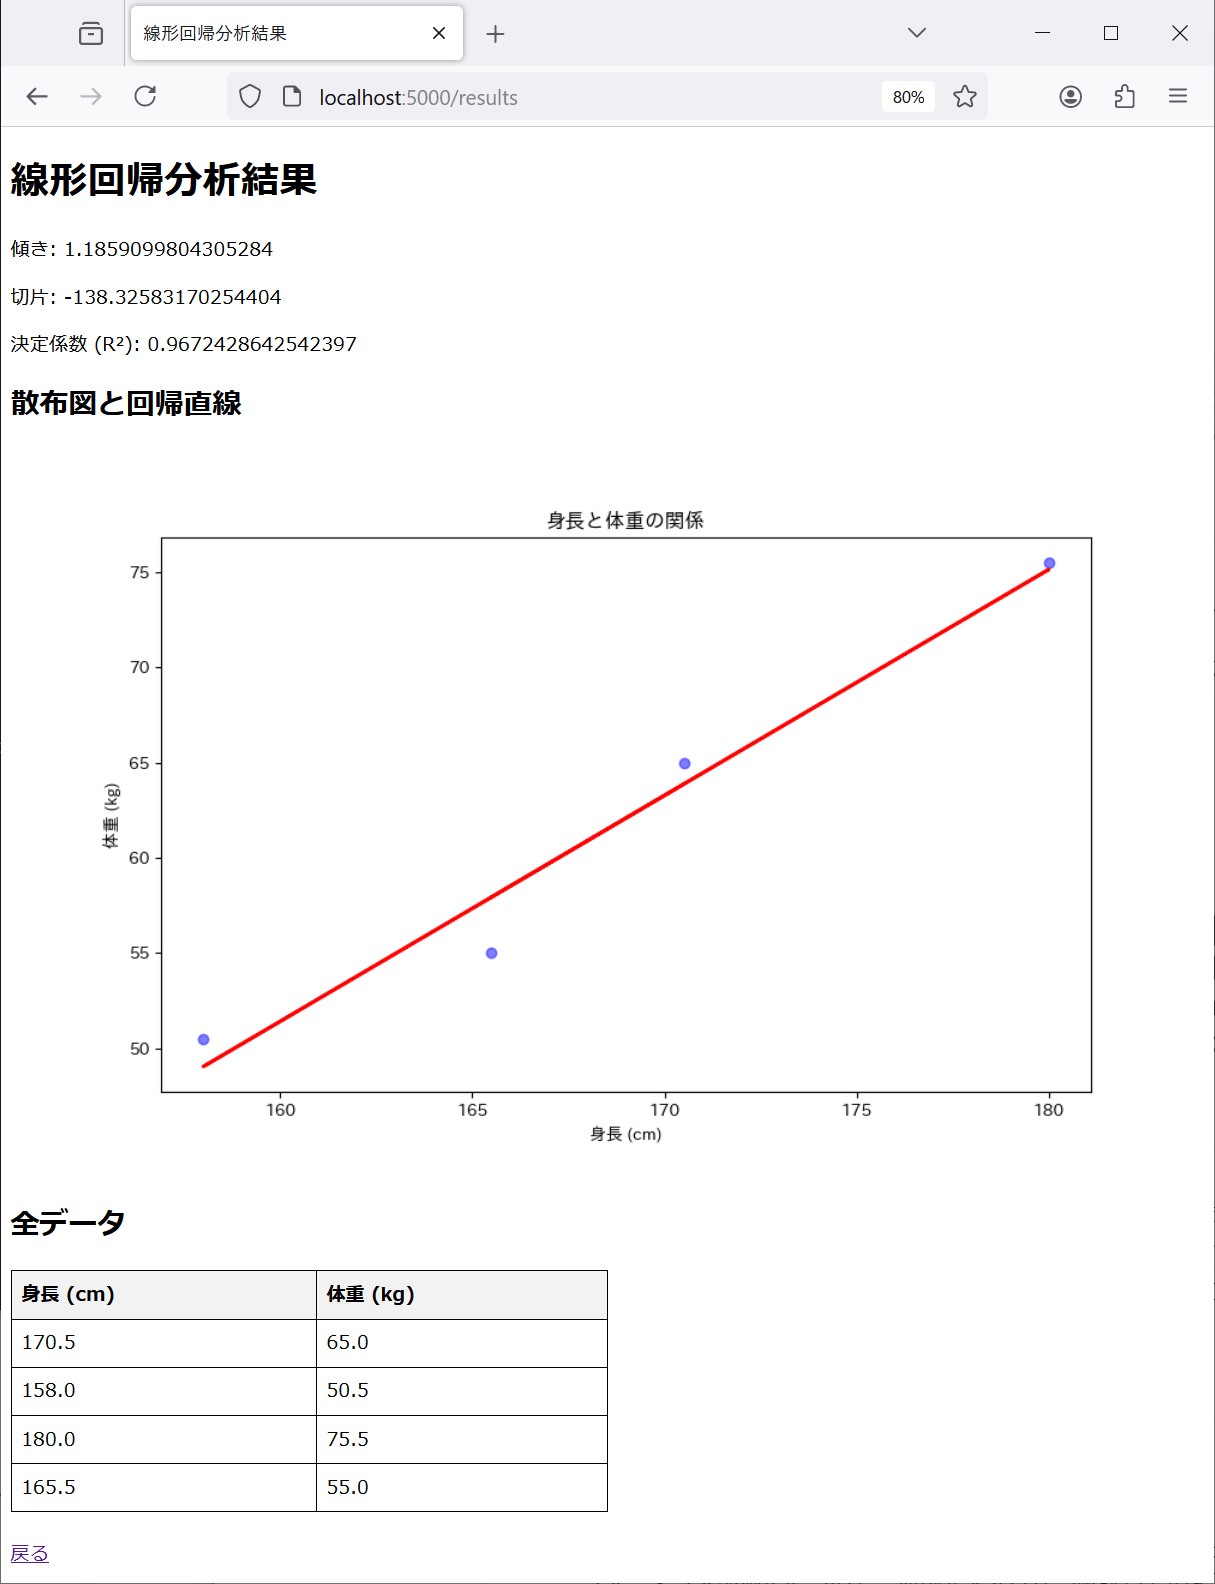 線形回帰分析結果
localhost:5000/results
80%
線形回帰分析結果
傾き: 1.1859099804305284
切片: -138.32583170254404
決定係数 (R²): 0.9672428642542397
散布図と回帰直線
身長と体重の関係
75
70
65
60
55
50
体重 (kg)
160 165 170 175 180
身長 (cm)
全データ
身長 (cm) 体重 (kg)
170.5 65.0
158.0 50.5
180.0 75.5
165.5 55.0
戻る